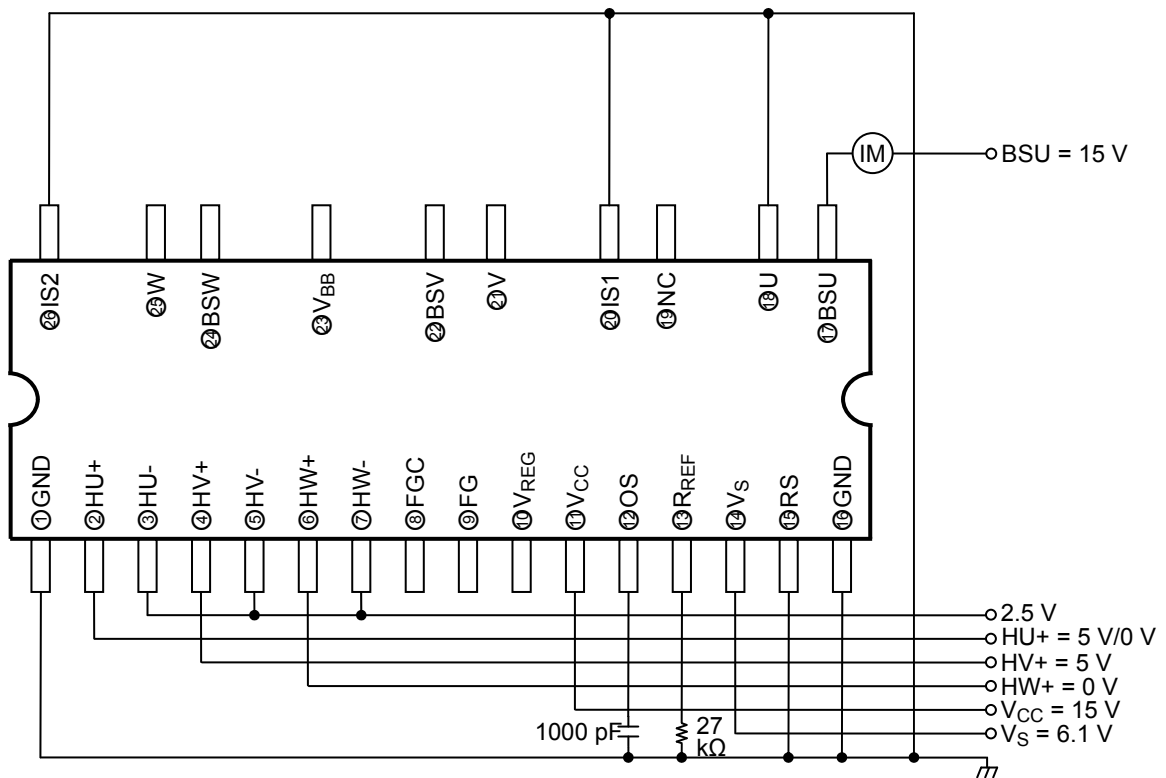 IM
BSU = 15 V
㉖IS2
㉕W
㉔BSW
㉓VBB
㉒BSV
㉑V
⑳IS1
⑲NC
⑱U
⑰BSU
①GND
②HU+
③HU-
④HV+
⑤HV-
⑥HW+
⑦HW-
⑧FGC
⑨FG
⑩VREG
⑪VCC
⑫OS
⑬RREF
⑭VS
⑮RS
⑯GND
2.5 V
HU+ = 5 V/0 V
HV+ = 5 V
HW+ = 0 V
VCC = 15 V
VS = 6.1 V
1000 pF
27
kΩ